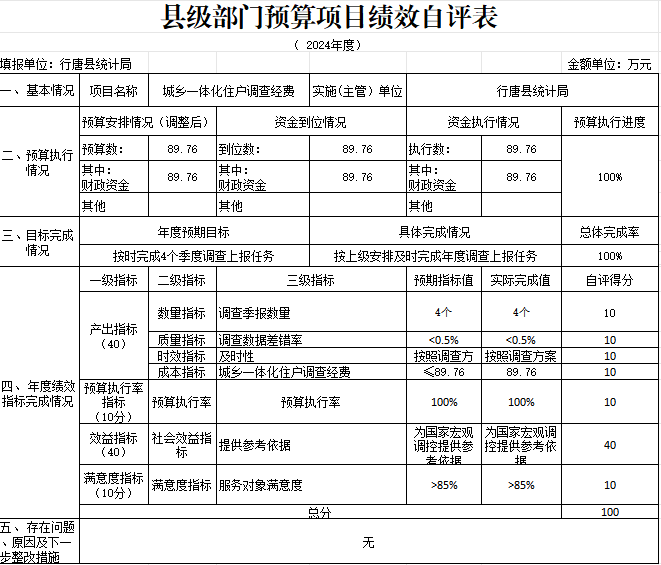 县级部门预算项目绩效自评表
（ 2024年度）
填报单位：行唐县统计局 金额单位：万元
一、基本情况 项目名称 城乡一体化住户调查经费 实施（主管）单位 行唐县统计局
二、预算执行情况 预算安排情况（调整后） 资金到位情况 资金执行情况 预算执行进度
预算数： 89.76 到位数： 89.76 执行数： 89.76 100%
其中：
财政资金 89.76 其中：
财政资金 89.76 其中：
财政资金 89.76
其他 其他 其他
三、目标完成情况 年度预期目标 具体完成情况 总体完成率
按时完成4个季度调查上报任务 按上级安排及时完成年度调查上报任务 100%
四、年度绩效指标完成情况 一级指标 二级指标 三级指标 预期指标值 实际完成值 自评得分
产出指标（40） 数量指标 调查季报数量 4个 4个 10
质量指标 调查数据差错率 <0.5% <0.5% 10
时效指标 及时性 按照调查方 按照调查方案 10
成本指标 城乡一体化住户调查经费 ≤89.76 89.76 10
预算执行率指标（10分） 预算执行率 预算执行率 100% 100% 10
效益指标（40） 社会效益指标 提供参考依据 为国家宏观调控提供参考依据 为国家宏观调控提供参考依据 40
满意度指标（10分） 满意度指标 服务对象满意度 >85% >85% 10
总分 100
五、存在问题、原因及下一步整改措施 无